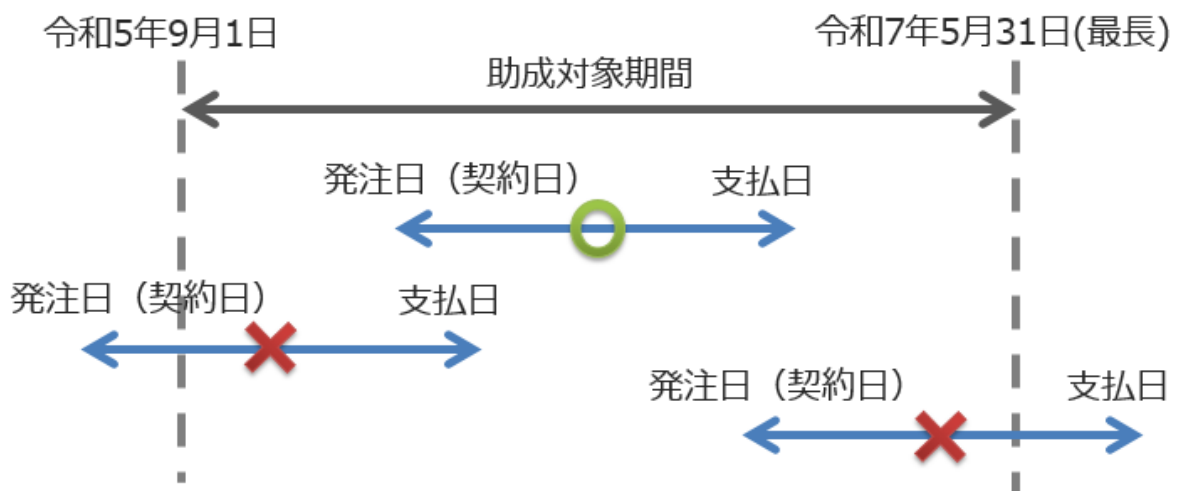 令和5年9月1日
令和7年5月31日(最長)
助成対象期間
発注日（契約日）
支払日
発注日（契約日）
支払日
発注日（契約日）
支払日